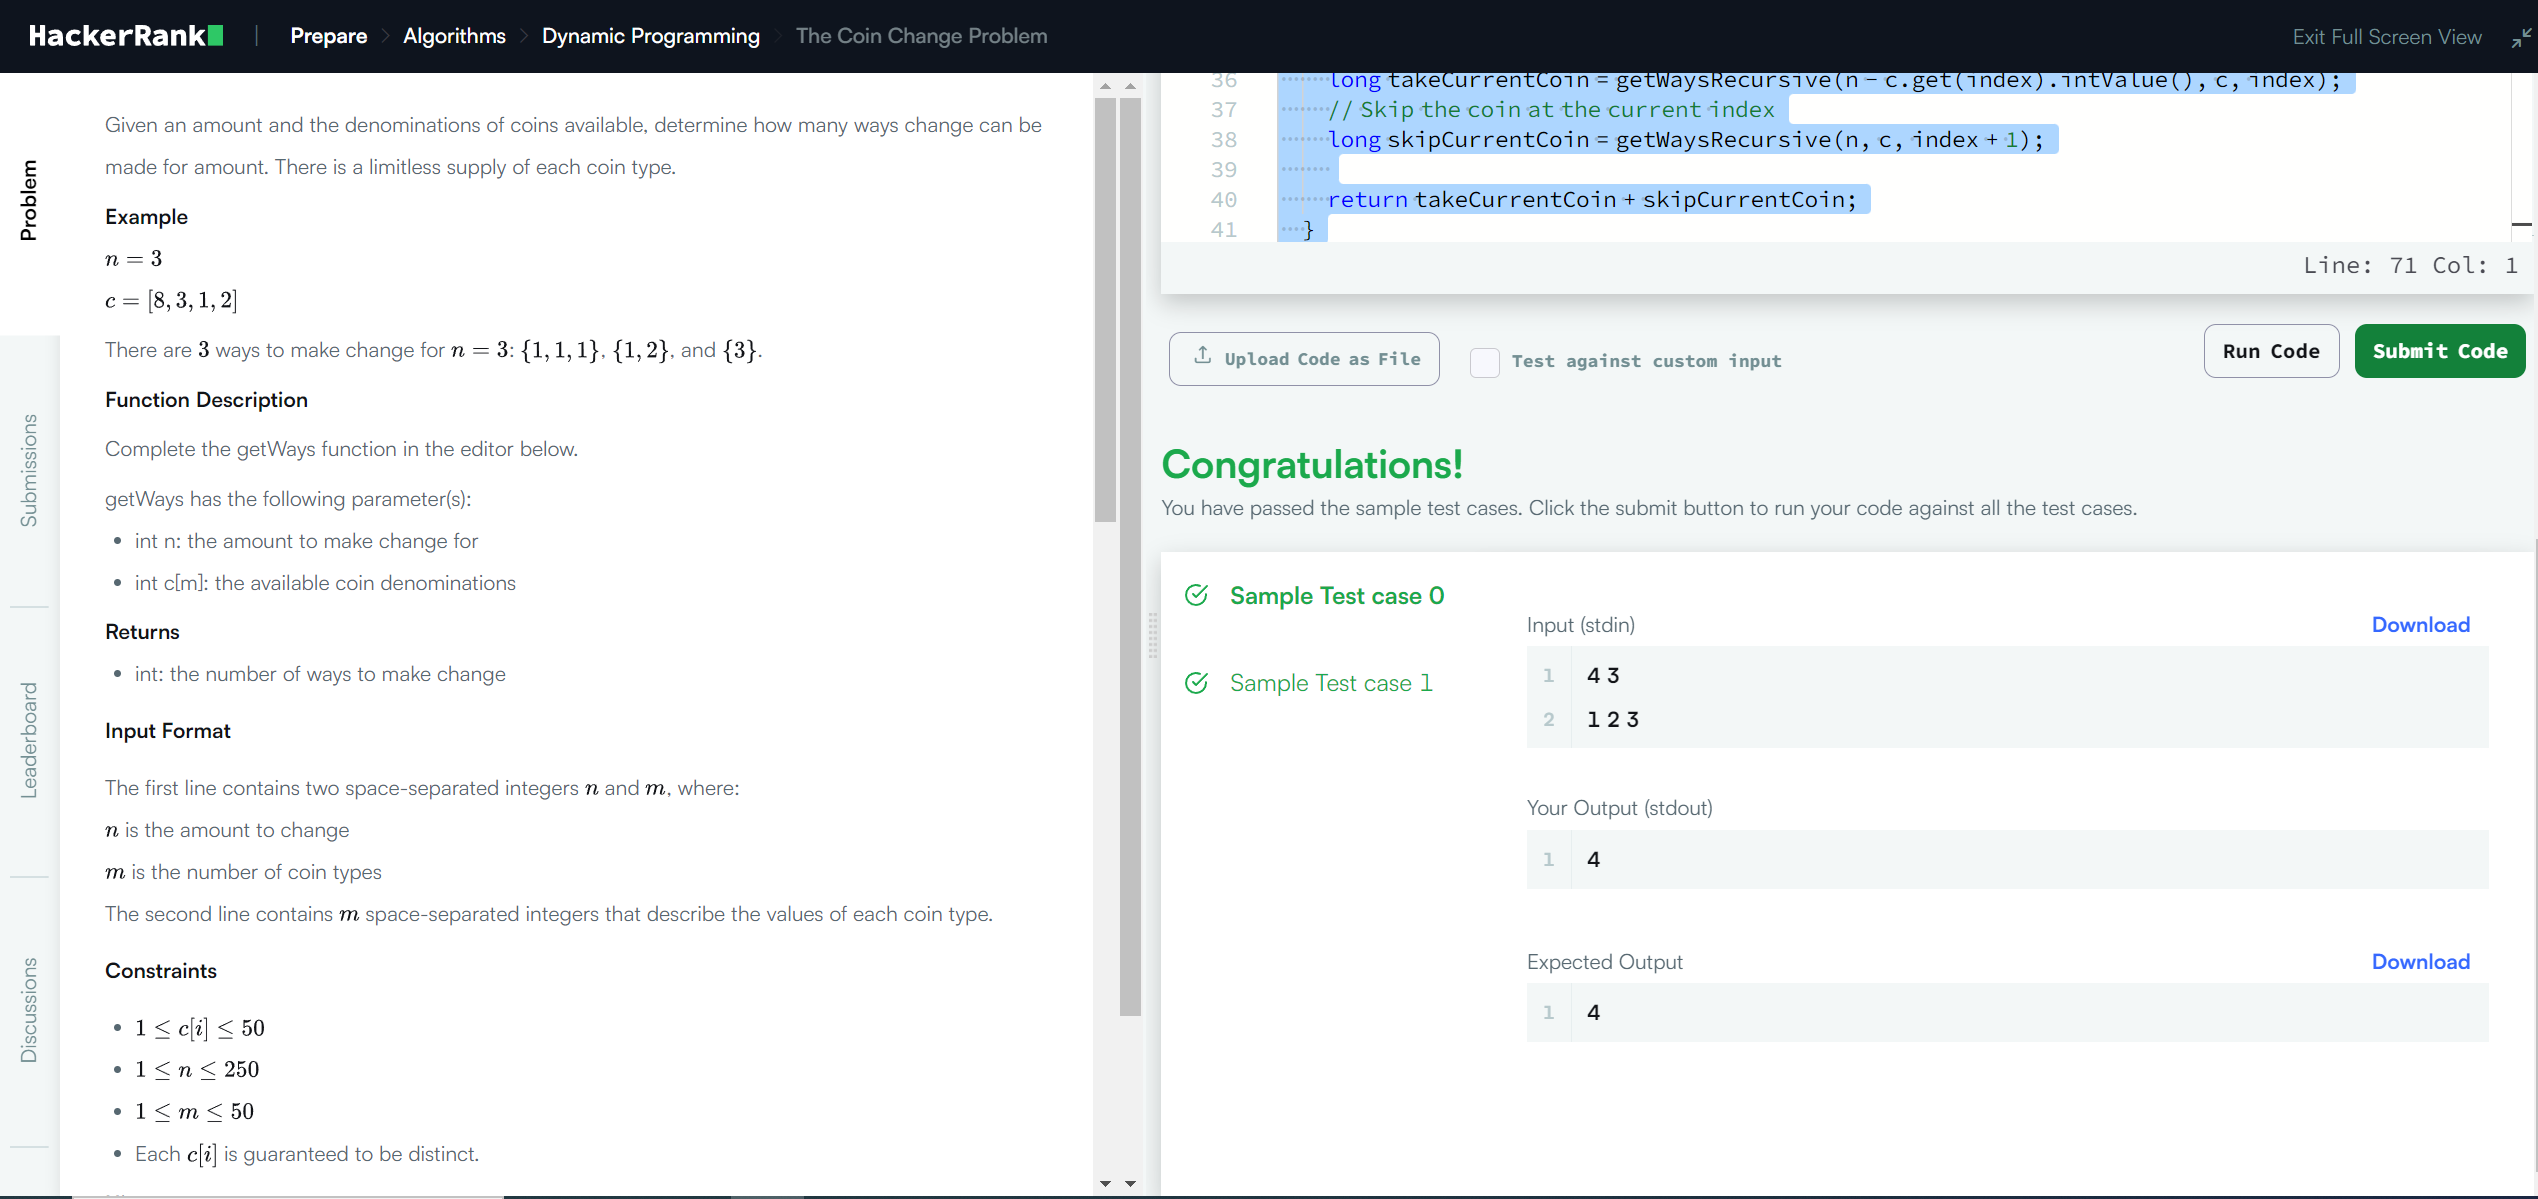 HackerRank | Prepare > Algorithms > Dynamic Programming > The Coin Change Problem
Exit Full Screen View
Problem
Submissions
Leaderboard
Discussions
Given an amount and the denominations of coins available, determine how many ways change can be
made for amount. There is a limitless supply of each coin type.
Example
n = 3
c = [8, 3, 1, 2]
There are 3 ways to make change for n = 3: {1, 1, 1}, {1, 2}, and {3}.
Function Description
Complete the getWays function in the editor below.
getWays has the following parameter(s):
• int n: the amount to make change for
• int c[m]: the available coin denominations
Returns
• int: the number of ways to make change
Input Format
The first line contains two space-separated integers n and m, where:
n is the amount to change
m is the number of coin types
The second line contains m space-separated integers that describe the values of each coin type.
Constraints
• 1 ≤ c[i] ≤ 50
• 1 ≤ n ≤ 250
• 1 ≤ m ≤ 50
• Each c[i] is guaranteed to be distinct.
36 long takeCurrentCoin = getWaysRecursive(n - c.get(index).intValue(), c, index);
37 // Skip the coin at the current index
38 long skipCurrentCoin = getWaysRecursive(n, c, index + 1);
39
40 return takeCurrentCoin + skipCurrentCoin;
41 }
Line: 71 Col: 1
Upload Code as File
Test against custom input
Run Code
Submit Code
Congratulations!
You have passed the sample test cases. Click the submit button to run your code against all the test cases.
Sample Test case 0
Sample Test case 1
Input (stdin)
Download
1 4 3
2 1 2 3
Your Output (stdout)
1 4
Expected Output
Download
1 4